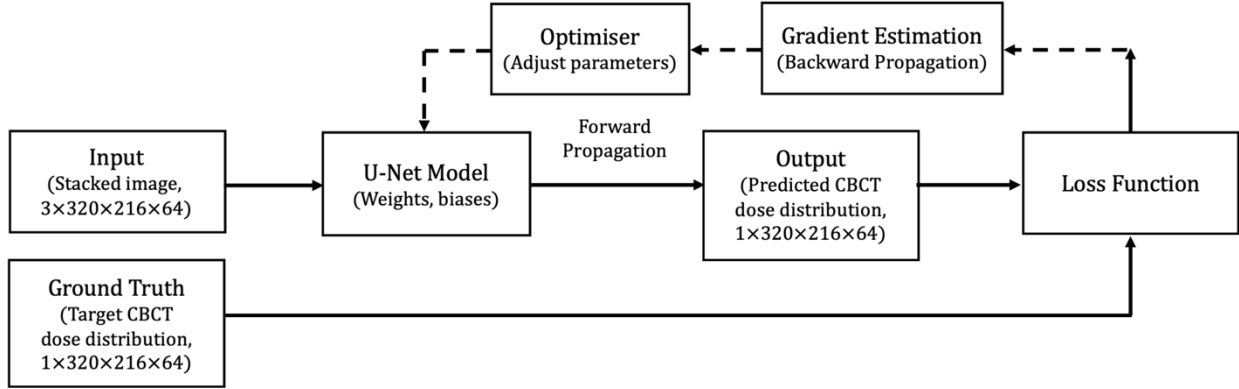 Optimiser
(Adjust parameters)
Gradient Estimation
(Backward Propagation)
Input
(Stacked image,
3×320×216×64)
U-Net Model
(Weights, biases)
Forward
Propagation
Output
(Predicted CBCT
dose distribution,
1×320×216×64)
Loss Function
Ground Truth
(Target CBCT
dose distribution,
1×320×216×64)